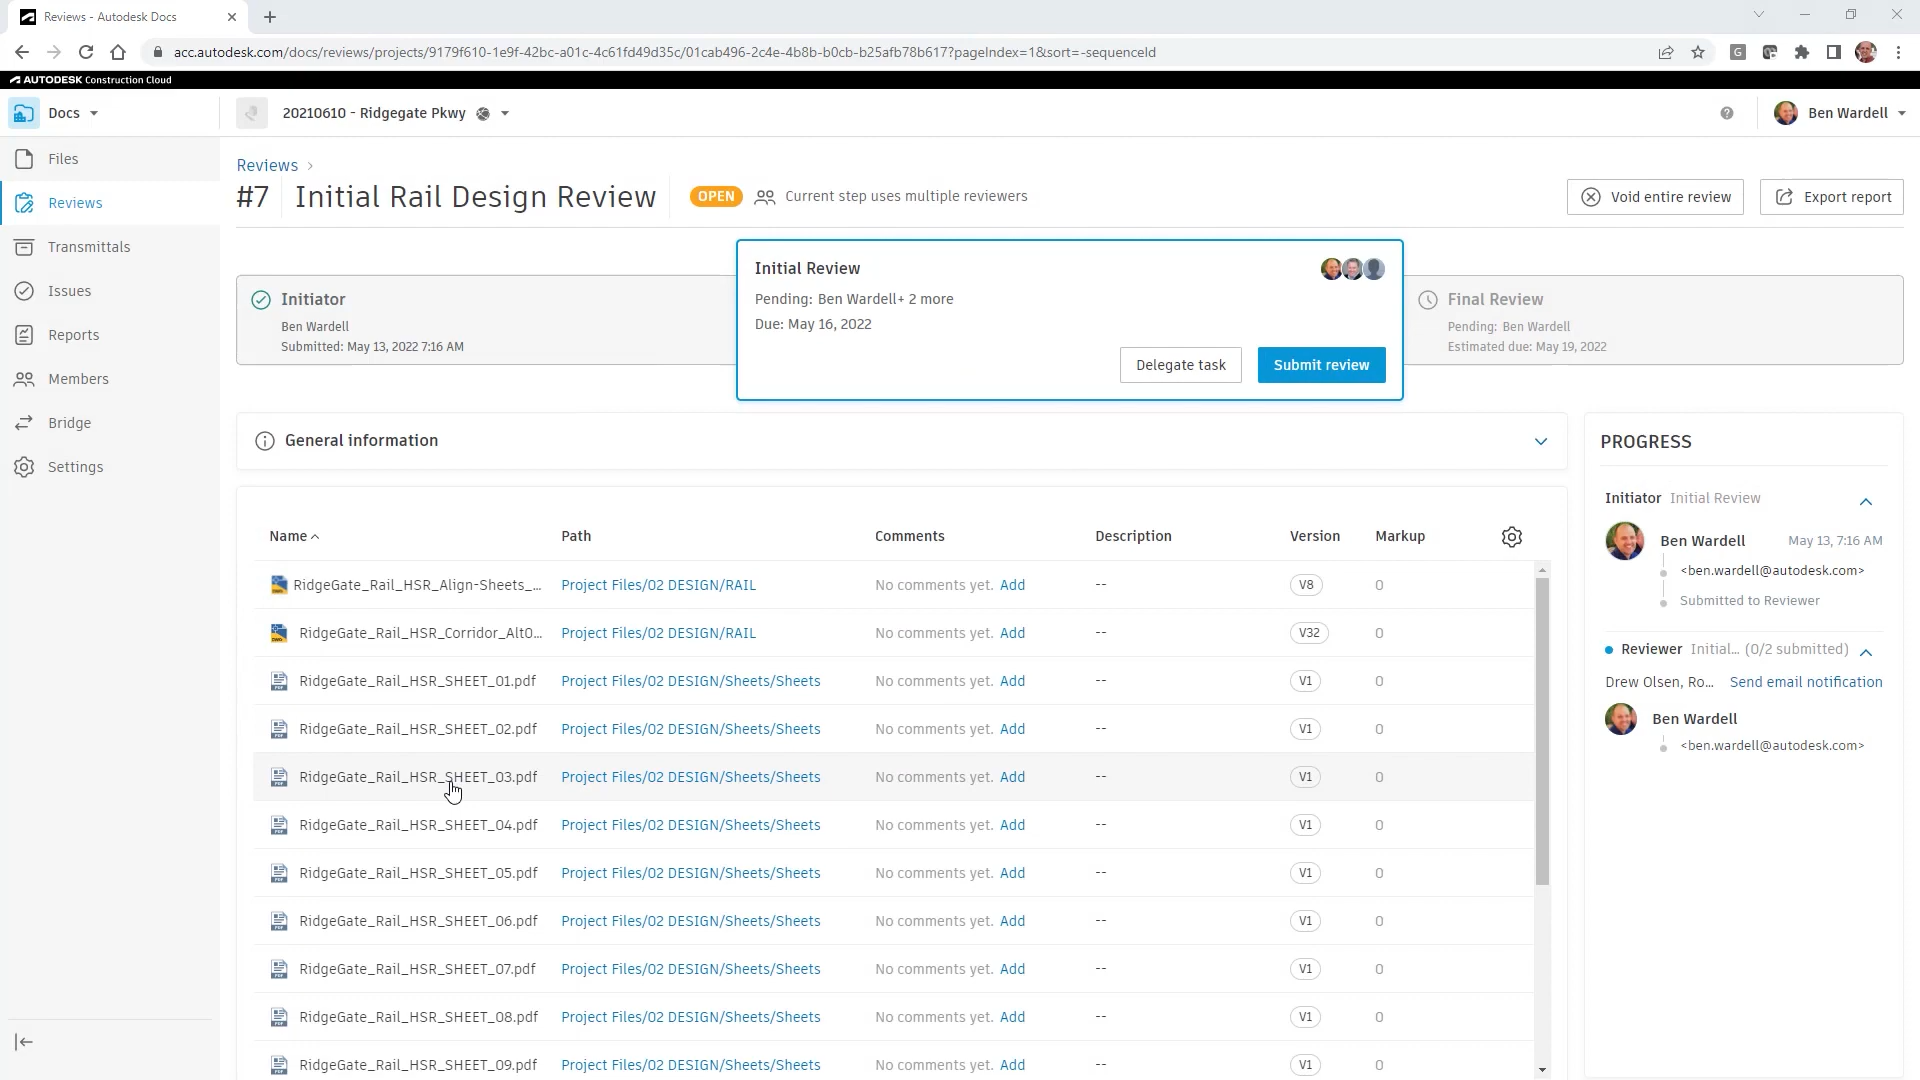 Reviews - Autodesk Docs
acc.autodesk.com/docs/reviews/projects/9179f610-1e9f-42bc-a01c-4c61fd49d35c/01cab496-2c4e-4b8b-b0cb-b25afb78b617?pageIndex=1&sort=-sequenceId
AUTODESK Construction Cloud
Docs
20210610 - Ridgegate Pkwy
Ben Wardell
Files
Reviews
Transmittals
Issues
Reports
Members
Bridge
Settings
Reviews >
#7 Initial Rail Design Review OPEN Current step uses multiple reviewers
Void entire review
Export report
Initiator
Ben Wardell
Submitted: May 13, 2022 7:16 AM
Initial Review
Pending: Ben Wardell+ 2 more
Due: May 16, 2022
Delegate task
Submit review
Final Review
Pending: Ben Wardell
Estimated due: May 19, 2022
General information
Name Path Comments Description Version Markup
RidgeGate_Rail_HSR_Align-Sheets_... Project Files/02 DESIGN/RAIL No comments yet. Add -- V8 0
RidgeGate_Rail_HSR_Corridor_Alt0... Project Files/02 DESIGN/RAIL No comments yet. Add -- V32 0
RidgeGate_Rail_HSR_SHEET_01.pdf Project Files/02 DESIGN/Sheets/Sheets No comments yet. Add -- V1 0
RidgeGate_Rail_HSR_SHEET_02.pdf Project Files/02 DESIGN/Sheets/Sheets No comments yet. Add -- V1 0
RidgeGate_Rail_HSR_SHEET_03.pdf Project Files/02 DESIGN/Sheets/Sheets No comments yet. Add -- V1 0
RidgeGate_Rail_HSR_SHEET_04.pdf Project Files/02 DESIGN/Sheets/Sheets No comments yet. Add -- V1 0
RidgeGate_Rail_HSR_SHEET_05.pdf Project Files/02 DESIGN/Sheets/Sheets No comments yet. Add -- V1 0
RidgeGate_Rail_HSR_SHEET_06.pdf Project Files/02 DESIGN/Sheets/Sheets No comments yet. Add -- V1 0
RidgeGate_Rail_HSR_SHEET_07.pdf Project Files/02 DESIGN/Sheets/Sheets No comments yet. Add -- V1 0
RidgeGate_Rail_HSR_SHEET_08.pdf Project Files/02 DESIGN/Sheets/Sheets No comments yet. Add -- V1 0
RidgeGate_Rail_HSR_SHEET_09.pdf Project Files/02 DESIGN/Sheets/Sheets No comments yet. Add -- V1 0
PROGRESS
Initiator Initial Review
Ben Wardell May 13, 7:16 AM
<ben.wardell@autodesk.com>
Submitted to Reviewer
Reviewer Initial... (0/2 submitted)
Drew Olsen, Ro... Send email notification
Ben Wardell
<ben.wardell@autodesk.com>